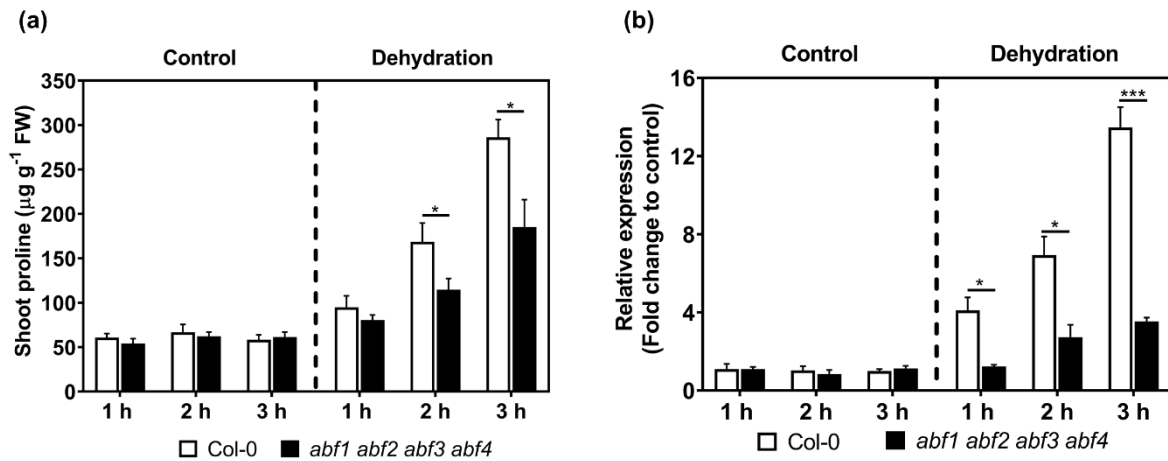 (a)
Control Dehydration
Shoot proline (µg g⁻¹ FW)
350
300
250
200
150
100
50
0
*
*
1 h 2 h 3 h 1 h 2 h 3 h
Col-0 abf1 abf2 abf3 abf4
(b)
Control Dehydration
Relative expression
(Fold change to control)
16
12
8
4
0
*
*
***
1 h 2 h 3 h 1 h 2 h 3 h
Col-0 abf1 abf2 abf3 abf4